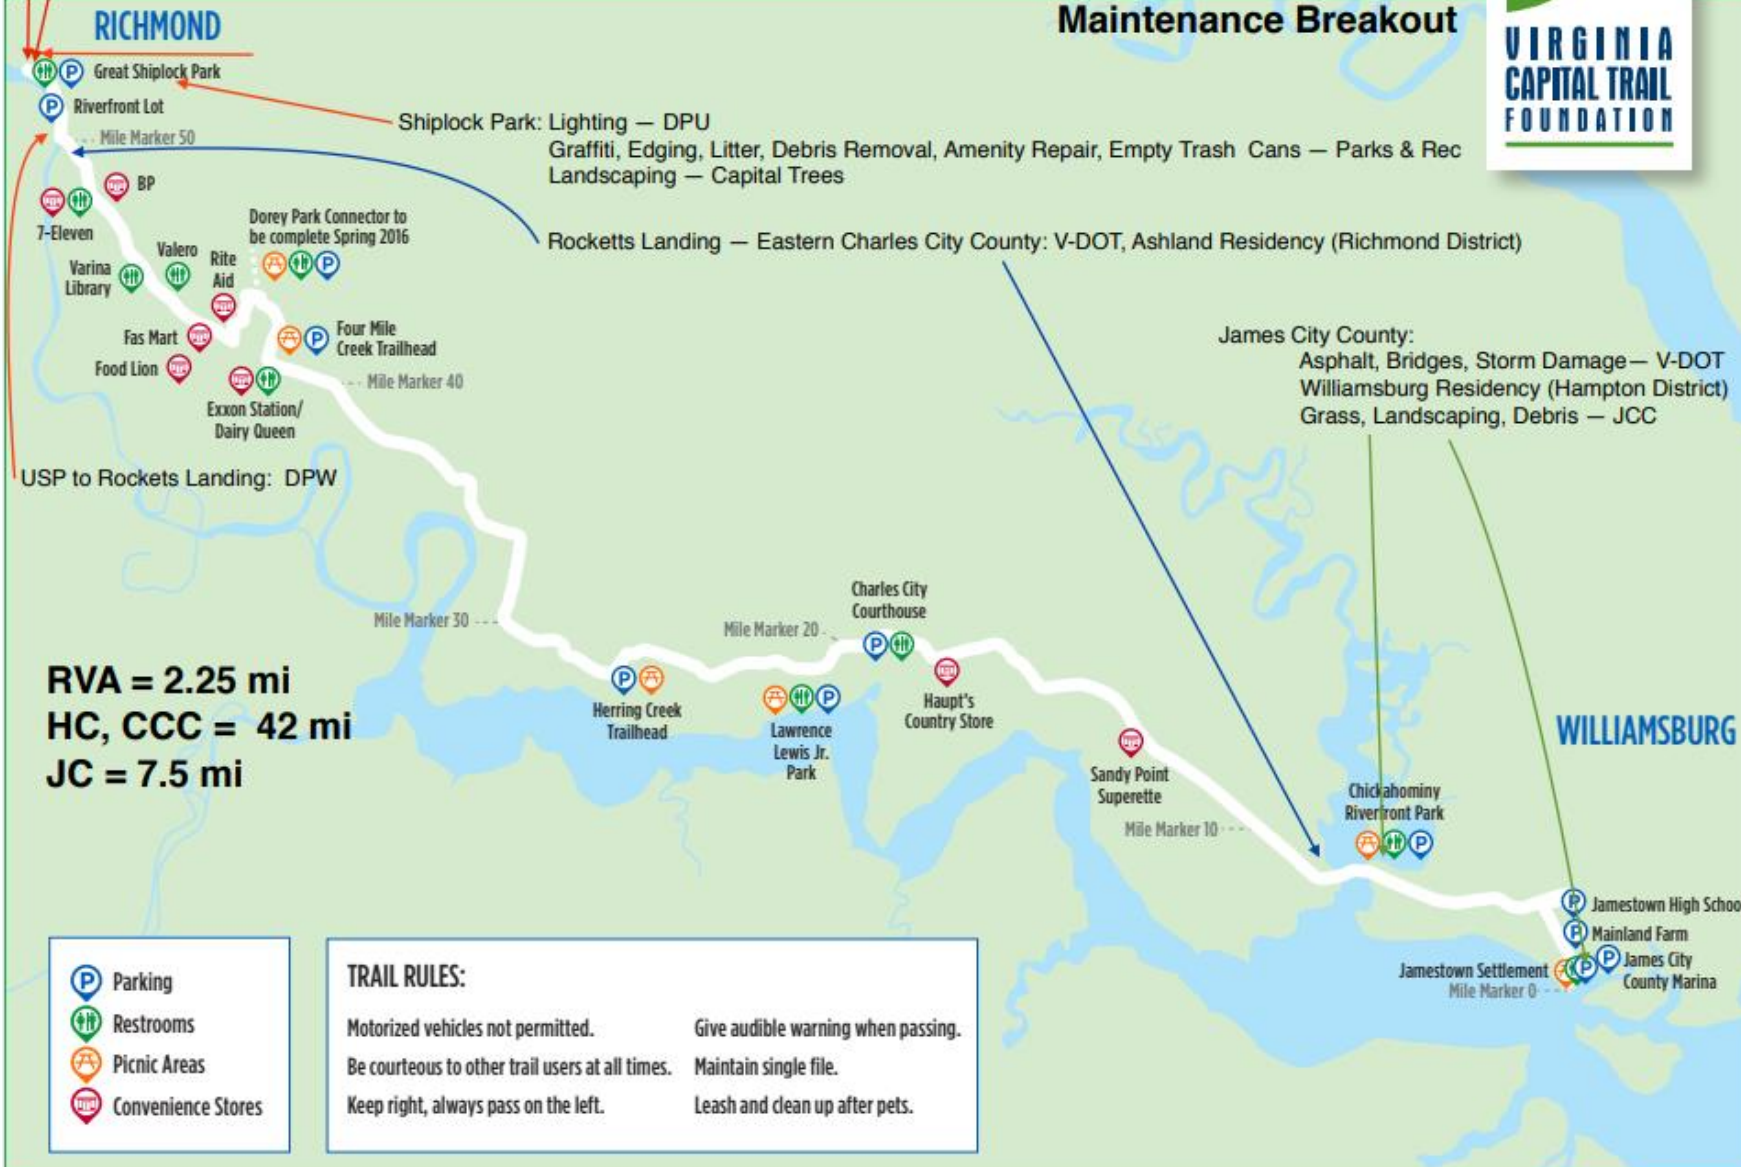 RICHMOND
Maintenance Breakout
VIRGINIA
CAPITAL TRAIL
FOUNDATION
Great Shiplock Park
Riverfront Lot
Mile Marker 50
Shiplock Park: Lighting — DPU
Graffiti, Edging, Litter, Debris Removal, Amenity Repair, Empty Trash Cans — Parks & Rec
Landscaping — Capital Trees
BP
7-Eleven
Dorey Park Connector to
be complete Spring 2016
Rocketts Landing — Eastern Charles City County: V-DOT, Ashland Residency (Richmond District)
Valero
Rite
Aid
Varina
Library
Fas Mart
Four Mile
Creek Trailhead
Food Lion
Mile Marker 40
Exxon Station/
Dairy Queen
James City County:
Asphalt, Bridges, Storm Damage— V-DOT
Williamsburg Residency (Hampton District)
Grass, Landscaping, Debris — JCC
USP to Rockets Landing: DPW
Mile Marker 30
Mile Marker 20
Charles City
Courthouse
RVA = 2.25 mi
HC, CCC = 42 mi
JC = 7.5 mi
Herring Creek
Trailhead
Lawrence
Lewis Jr.
Park
Haupt's
Country Store
WILLIAMSBURG
Sandy Point
Superette
Mile Marker 10
Chickahominy
Riverfront Park
Jamestown High Schoo
Mainland Farm
James City
County Marina
Jamestown Settlement
Mile Marker 0
P Parking
Restrooms
Picnic Areas
Convenience Stores
TRAIL RULES:
Motorized vehicles not permitted.
Be courteous to other trail users at all times.
Keep right, always pass on the left.
Give audible warning when passing.
Maintain single file.
Leash and clean up after pets.